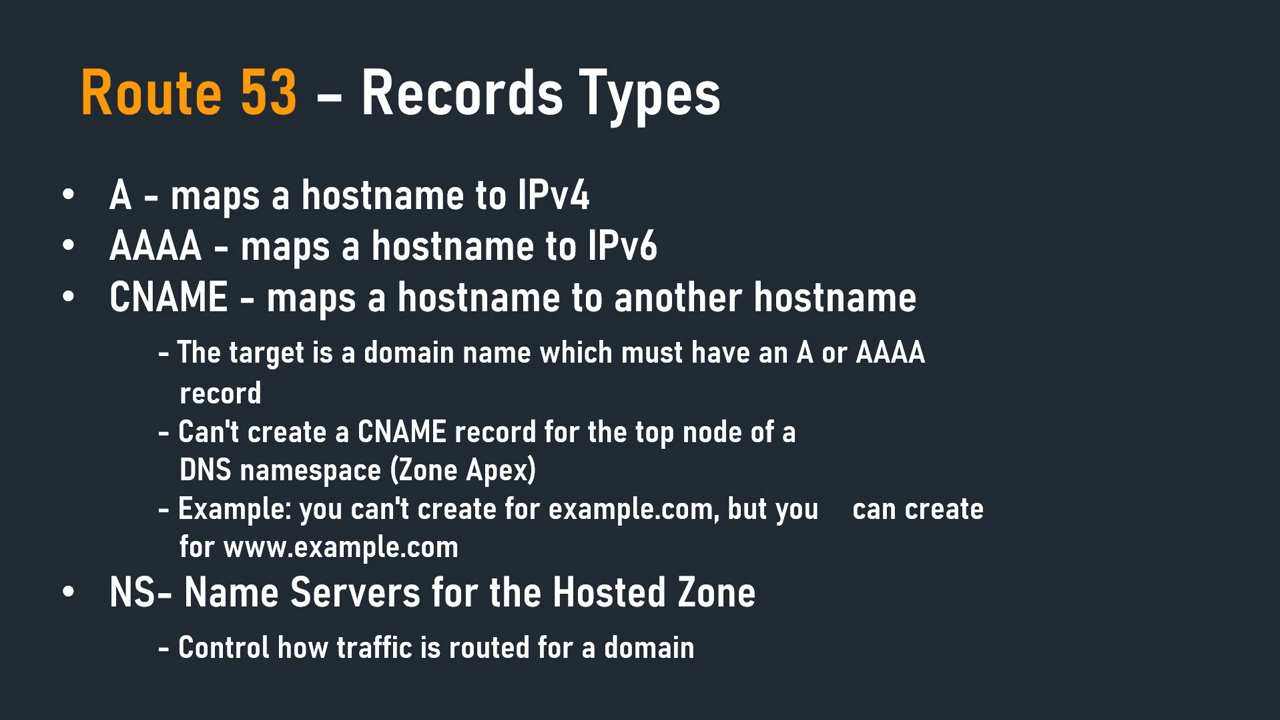 Route 53 – Records Types
• A - maps a hostname to IPv4
• AAAA - maps a hostname to IPv6
• CNAME - maps a hostname to another hostname
- The target is a domain name which must have an A or AAAA
record
- Can't create a CNAME record for the top node of a
DNS namespace (Zone Apex)
- Example: you can't create for example.com, but you can create
for www.example.com
• NS- Name Servers for the Hosted Zone
- Control how traffic is routed for a domain